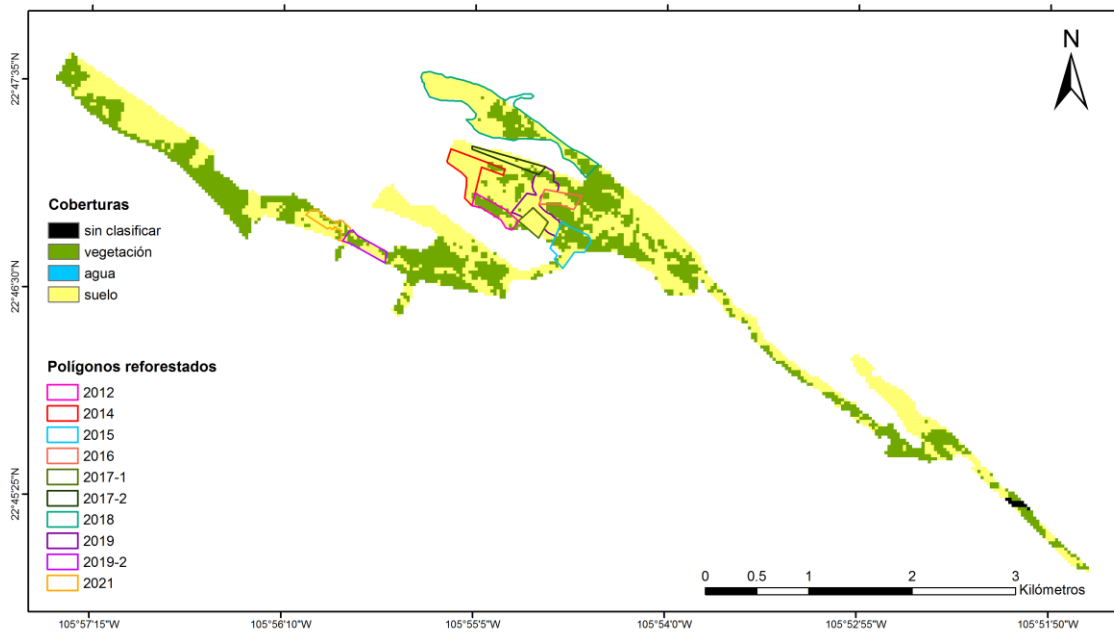 N
22°47'35"N
22°46'30"N
22°45'25"N
Coberturas
sin clasificar
vegetación
agua
suelo
Polígonos reforestados
2012
2014
2015
2016
2017-1
2017-2
2018
2019
2019-2
2021
0 0.5 1 2 3
Kilómetros
105°57'15"W 105°56'10"W 105°55'5"W 105°54'0"W 105°52'55"W 105°51'50"W